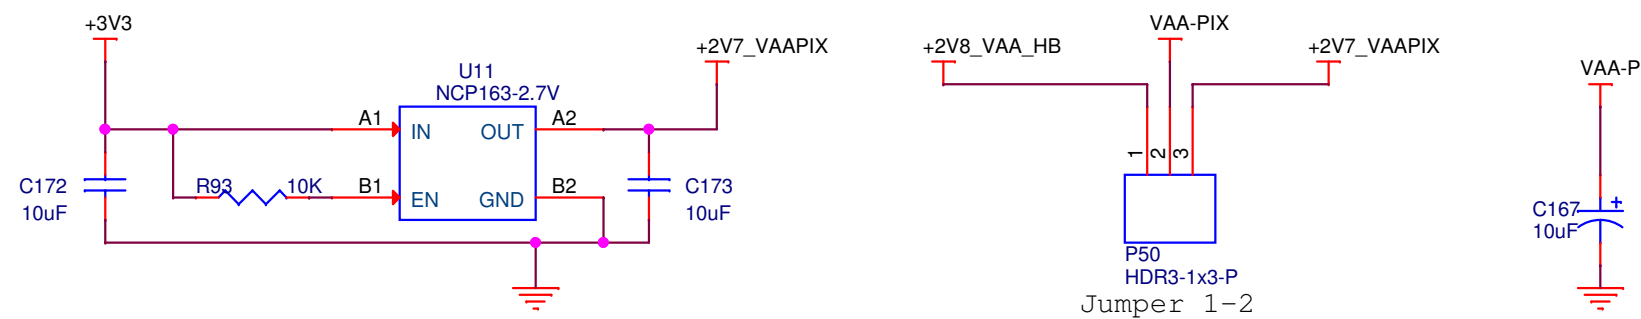 +3V3
U11
NCP163-2.7V
+2V7_VAAPIX
A1
IN
OUT
A2
C172
10uF
R93
10K
B1
EN
GND
B2
C173
10uF
+2V8_VAA_HB
VAA-PIX
+2V7_VAAPIX
1
2
3
P50
HDR3-1x3-P
Jumper 1-2
VAA-P
C167
+
10uF